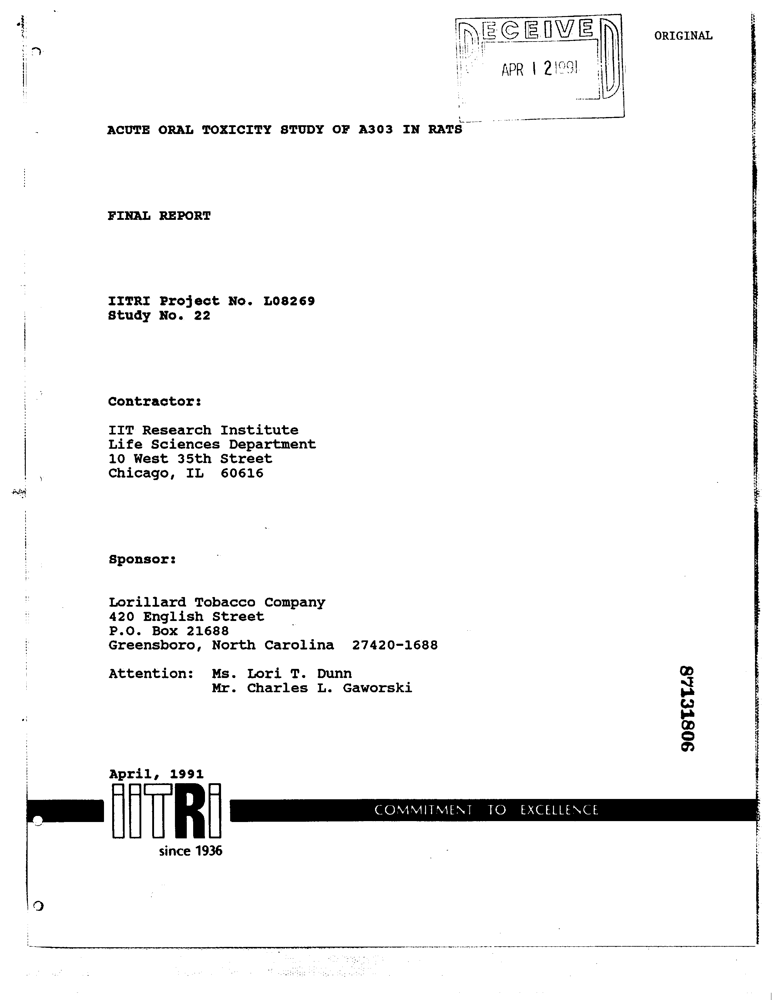 RECEIVED
APR 12 1991
ORIGINAL
ACUTE ORAL TOXICITY STUDY OF A303 IN RATS
FINAL REPORT
IITRI Project No. L08269
Study No. 22
Contractor:
IIT Research Institute
Life Sciences Department
10 West 35th Street
Chicago, IL 60616
Sponsor:
Lorillard Tobacco Company
420 English Street
P.O. Box 21688
Greensboro, North Carolina 27420-1688
Attention: Ms. Lori T. Dunn
Mr. Charles L. Gaworski
87131806
April, 1991
IITRI
COMMITMENT TO EXCELLENCE
since 1936